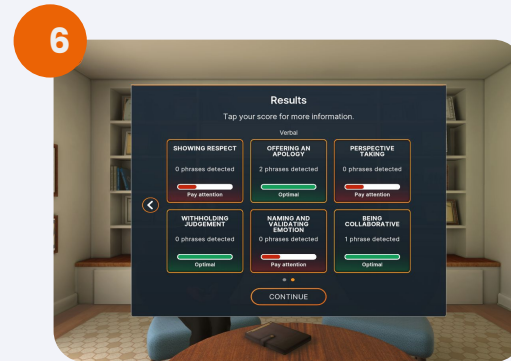 6
Results
Tap your score for more information.
Verbal
SHOWING RESPECT
0 phrases detected
Pay attention
OFFERING AN
APOLOGY
2 phrases detected
Optimal
PERSPECTIVE
TAKING
0 phrases detected
Pay attention
WITHHOLDING
JUDGEMENT
0 phrases detected
Optimal
NAMING AND
VALIDATING
EMOTION
0 phrases detected
Pay attention
BEING
COLLABORATIVE
1 phrase detected
Optimal
CONTINUE